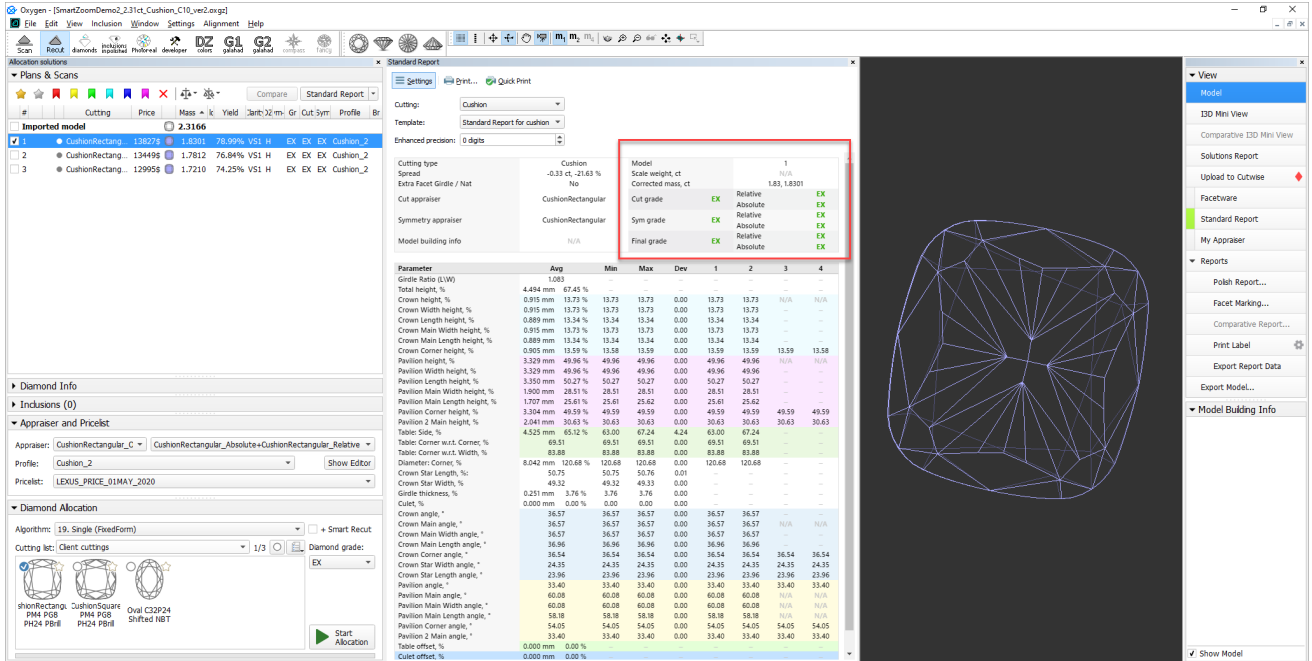 Oxygen - [SmartZoomDemo2_2.31ct_Cushion_C10_ver2.oxgz]
File Edit View Inclusion Window Settings Alignment Help
Scan Recut diamonds Photoreal developer DZ colors G1 galahad G2 galahad compass fancy m1 m2
Allocation solutions
Plans & Scans
Compare Standard Report
# Cutting Price Mass Yield Gr Cut Sym Profile Br
Imported model 2.3166
1 CushionRectang... 13827$ 1.8301 78.99% VS1 H EX EX EX Cushion_2
2 CushionRectang... 13449$ 1.7812 76.84% VS1 H EX EX EX Cushion_2
3 CushionRectang... 12995$ 1.7210 74.25% VS1 H EX EX EX Cushion_2
Diamond Info
Inclusions (0)
Appraiser and Pricelist
Appraiser: CushionRectangular_C CushionRectangular_Absolute+CushionRectangular_Relative
Profile: Cushion_2 Show Editor
Pricelist: LEXUS_PRICE_01MAY_2020
Diamond Allocation
Algorithm: 19. Single (FixedForm) + Smart Recut
Cutting list: Client cuttings 1/3 Diamond grade:
EX
shionRectangu CushionSquare Oval C32P24
PM4 PG8 PM4 PG8 Shifted NBT
PH24 PBrill PH24 PBrill
Start
Allocation
Standard Report
Settings Print... Quick Print
Cutting: Cushion
Template: Standard Report for cushion
Enhanced precision: 0 digits
Cutting type Cushion Model 1
Spread -0.33 ct, -21.63 % Scale weight, ct N/A
Extra Facet Girdle / Nat No Corrected mass, ct 1.83, 1.8301
Cut appraiser CushionRectangular Cut grade EX Relative EX
Absolute EX
Symmetry appraiser CushionRectangular Sym grade EX Relative EX
Absolute EX
Model building info N/A Final grade EX Relative EX
Absolute EX
Parameter Avg Min Max Dev 1 2 3 4
Girdle Ratio (L\W) 1.083
Total height, % 4.494 mm 67.45 %
Crown height, % 0.915 mm 13.73 % 13.73 13.73 0.00 13.73 13.73 N/A N/A
Crown Width height, % 0.915 mm 13.73 % 13.73 13.73 0.00 13.73 13.73
Crown Length height, % 0.889 mm 13.34 % 13.34 13.34 0.00 13.34 13.34
Crown Main Width height, % 0.915 mm 13.73 % 13.73 13.73 0.00 13.73 13.73
Crown Main Length height, % 0.889 mm 13.34 % 13.34 13.34 0.00 13.34 13.34
Crown Corner height, % 0.905 mm 13.59 % 13.58 13.59 0.00 13.59 13.59 13.59 13.58
Pavilion height, % 3.329 mm 49.96 % 49.96 49.96 0.00 49.96 49.96 N/A N/A
Pavilion Width height, % 3.329 mm 49.96 % 49.96 49.96 0.00 49.96 49.96
Pavilion Length height, % 3.350 mm 50.27 % 50.27 50.27 0.00 50.27 50.27
Pavilion Main Width height, % 1.900 mm 28.51 % 28.51 28.51 0.00 28.51 28.51
Pavilion Main Length height, % 1.707 mm 25.61 % 25.61 25.62 0.00 25.61 25.62
Pavilion Corner height, % 3.304 mm 49.59 % 49.59 49.59 0.00 49.59 49.59 49.59 49.59
Pavilion 2 Main height, % 2.041 mm 30.63 % 30.63 30.63 0.00 30.63 30.63 30.63 30.63
Table: Side, % 4.525 mm 65.12 % 63.00 67.24 4.24 63.00 67.24
Table: Corner w.r.t. Corner, % 69.51 69.51 69.51 0.00 69.51 69.51
Table: Corner w.r.t. Width, % 83.88 83.88 83.88 0.00 83.88 83.88
Diameter: Corner, % 8.042 mm 120.68 % 120.68 120.68 0.00 120.68 120.68
Crown Star Length, %: 50.75 50.75 50.76 0.01
Crown Star Width, % 49.32 49.32 49.33 0.00
Girdle thickness, % 0.251 mm 3.76 % 3.76 3.76 0.00
Culet, % 0.000 mm 0.00 % 0.00 0.00 0.00
Crown angle, ° 36.57 36.57 36.57 0.00 36.57 36.57
Crown Main angle, ° 36.57 36.57 36.57 0.00 36.57 36.57 N/A N/A
Crown Main Width angle, ° 36.57 36.57 36.57 0.00 36.57 36.57
Crown Main Length angle, ° 36.96 36.96 36.96 0.00 36.96 36.96
Crown Corner angle, ° 36.54 36.54 36.54 0.00 36.54 36.54 36.54 36.54
Crown Star Width angle, ° 24.35 24.35 24.35 0.00 24.35 24.35 24.35 24.35
Crown Star Length angle, ° 23.96 23.96 23.96 0.00 23.96 23.96 23.96 23.96
Pavilion angle, ° 33.40 33.40 33.40 0.00 33.40 33.40 33.40 33.40
Pavilion Main angle, ° 60.08 60.08 60.08 0.00 60.08 60.08 N/A N/A
Pavilion Main Width angle, ° 60.08 60.08 60.08 0.00 60.08 60.08 N/A N/A
Pavilion Main Length angle, ° 58.18 58.18 58.18 0.00 58.18 58.18 N/A N/A
Pavilion Corner angle, ° 54.05 54.05 54.05 0.00 54.05 54.05 54.05 54.05
Pavilion 2 Main angle, ° 33.40 33.40 33.40 0.00 33.40 33.40 33.40 33.40
Table offset, % 0.000 mm 0.00 %
Culet offset, % 0.000 mm 0.00 %
View
Model
I3D Mini View
Comparative I3D Mini View
Solutions Report
Upload to Cutwise
Facetware
Standard Report
My Appraiser
Reports
Polish Report...
Facet Marking...
Comparative Report...
Print Label
Export Report Data
Export Model...
Model Building Info
Show Model